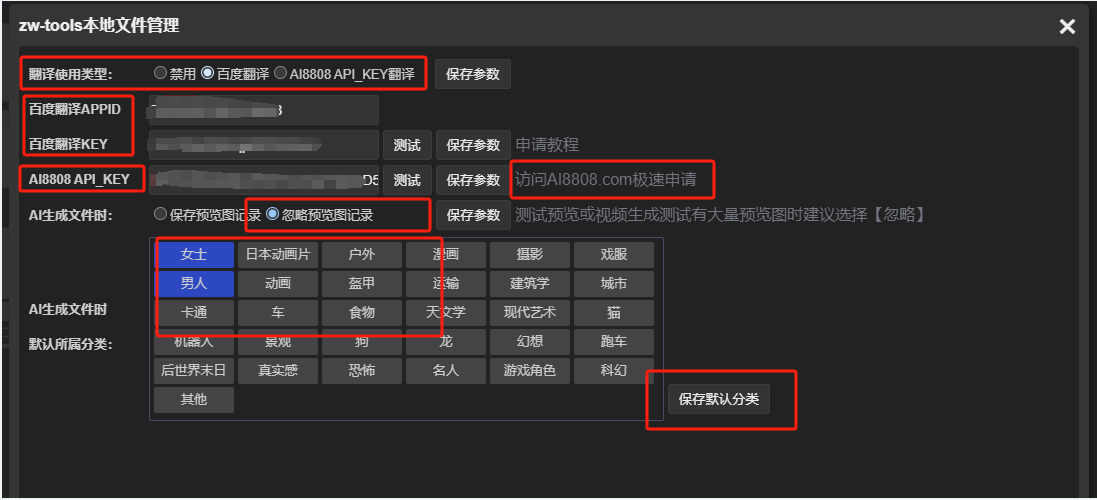 zw-tools本地文件管理
翻译使用类型: 禁用 百度翻译 AI8808 API_KEY翻译 保存参数
百度翻译APPID
百度翻译KEY 测试 保存参数 申请教程
AI8808 API_KEY D5 测试 保存参数 访问AI8808.com极速申请
AI生成文件时: 保存预览图记录 忽略预览图记录 保存参数 测试预览或视频生成测试有大量预览图时建议选择【忽略】
女士 日本动画片 户外 漫画 摄影 戏服
男人 动画 盔甲 运输 建筑学 城市
AI生成文件时
卡通 车 食物 天文学 现代艺术 猫
默认所属分类:
机器人 景观 狗 龙 幻想 跑车
后世界末日 真实感 恐怖 名人 游戏角色 科幻
其他
保存默认分类